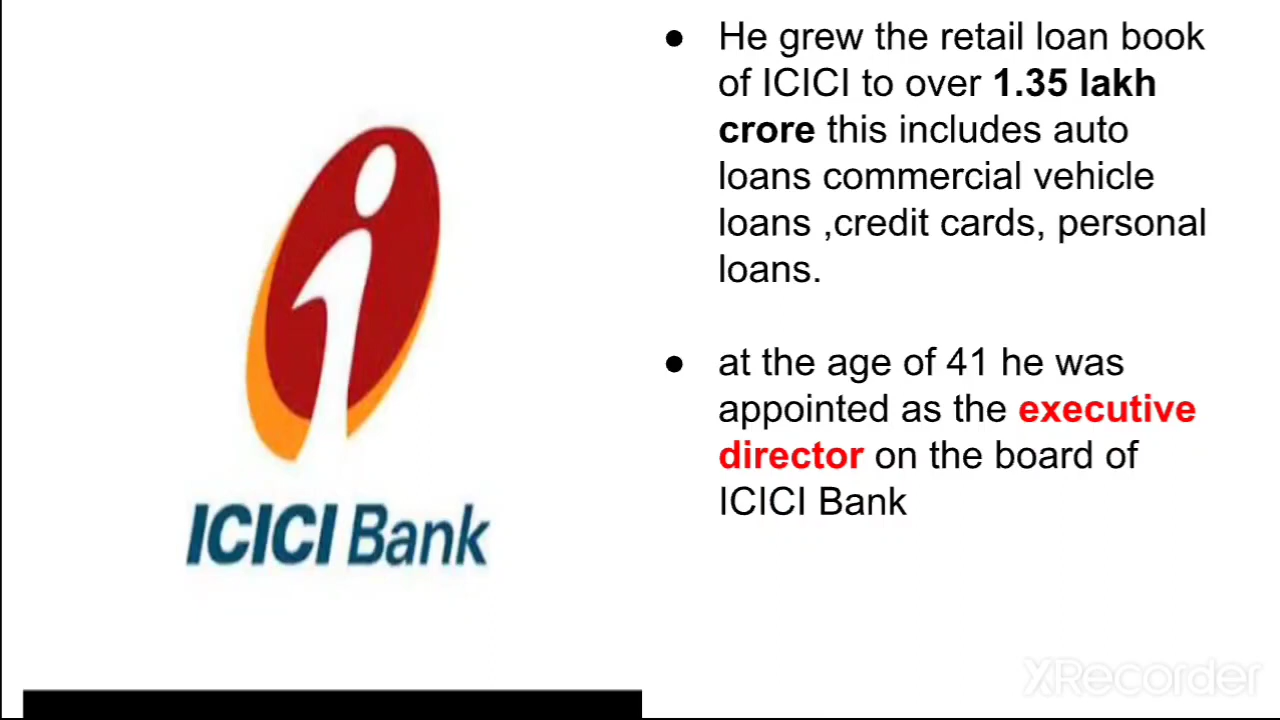 ● He grew the retail loan book
of ICICI to over 1.35 lakh
crore this includes auto
loans commercial vehicle
loans ,credit cards, personal
loans.
● at the age of 41 he was
appointed as the executive
director on the board of
ICICI Bank
ICICI Bank
XRecorder